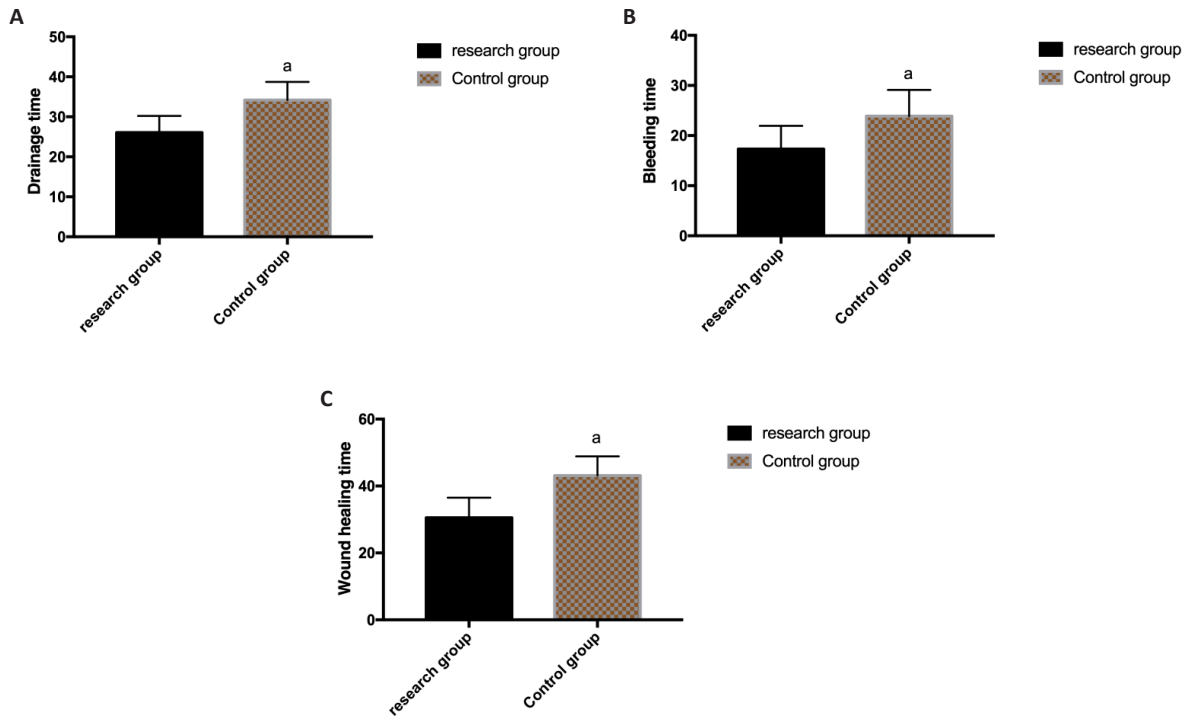 A
Drainage time
50
40
30
20
10
0
research group
Control group
a
research group
Control group
B
Bleeding time
40
30
20
10
0
research group
Control group
a
research group
Control group
C
Wound healing time
60
40
20
0
research group
Control group
a
research group
Control group